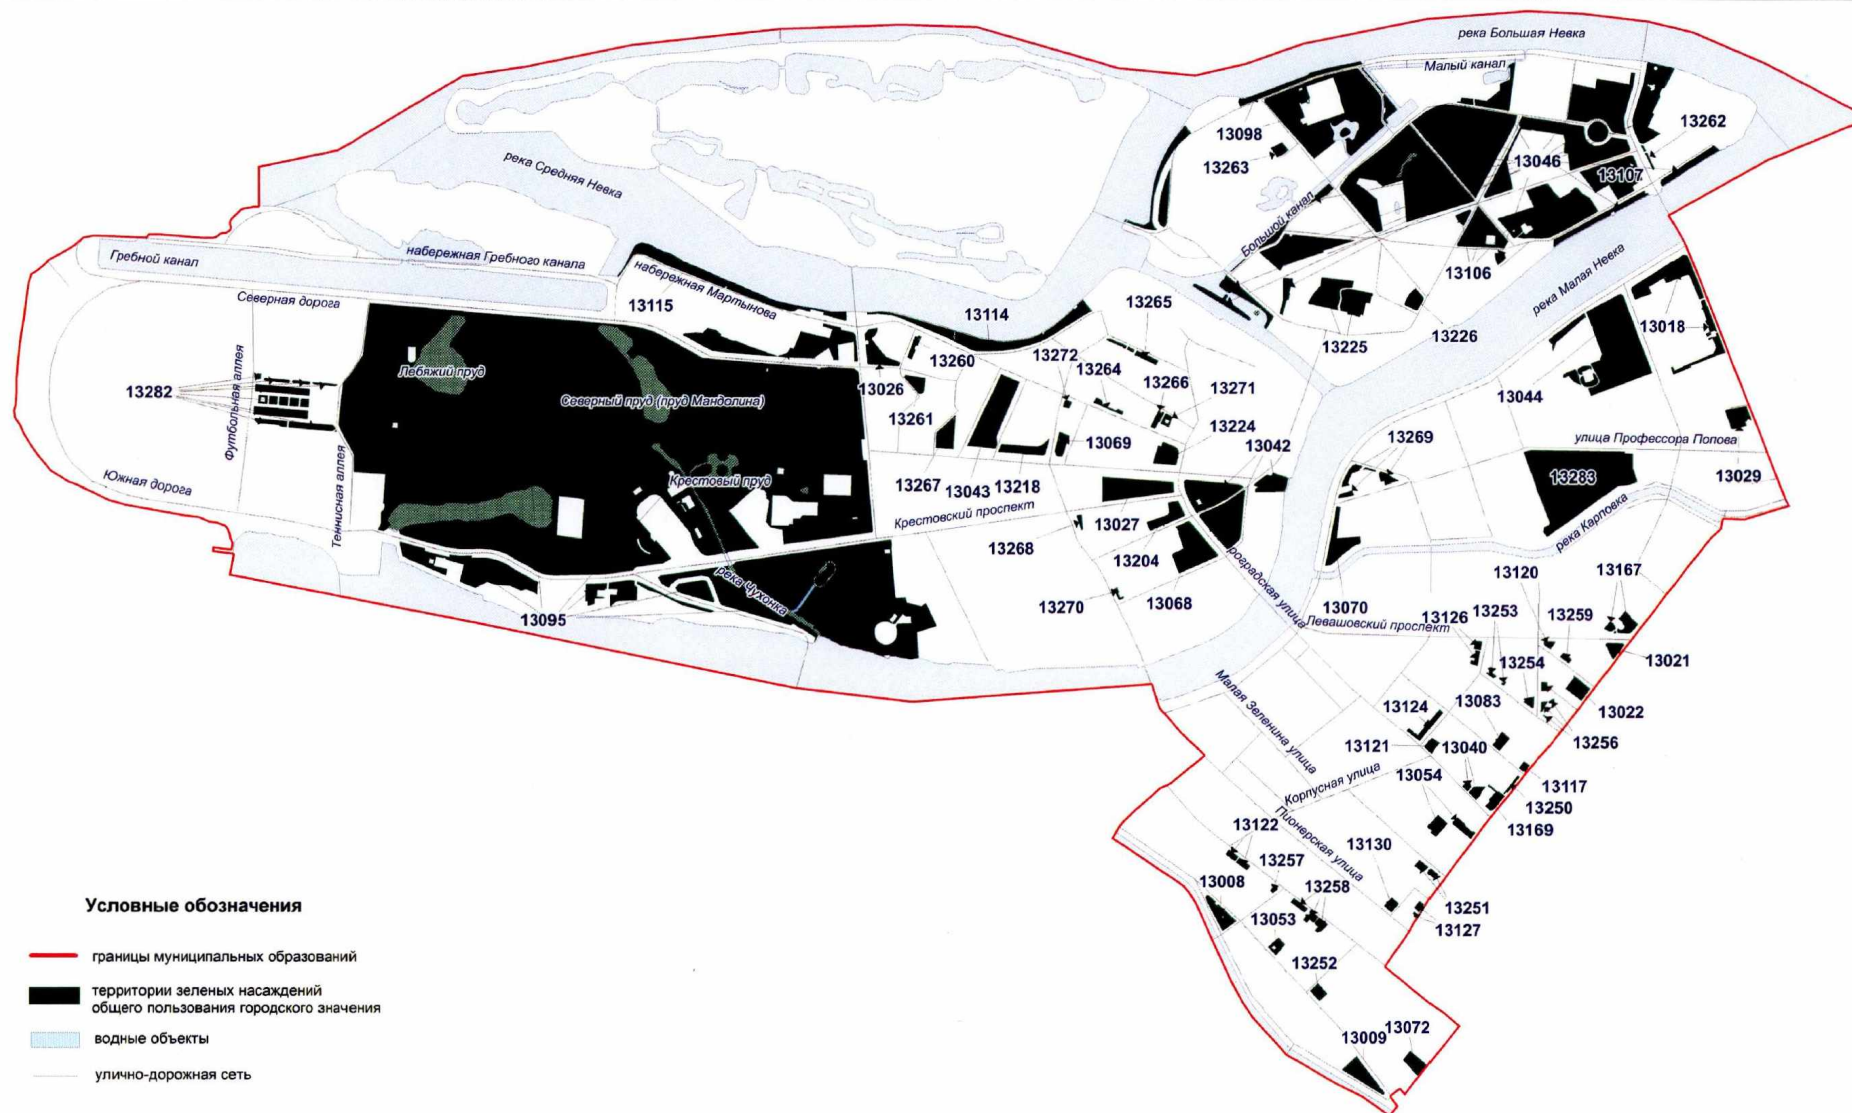 река Большая Невка
Малый канал
13098
13263
13262
13046
13107
река Средняя Невка
Большой канал
13106
набережная Гребного канала
Гребной канал
набережная Мартынова
Северная дорога
13115
13114
13265
13225
13226
река Малая Невка
13018
13282
Футбольная аллея
Лебяжий пруд
Северный пруд (пруд Мандолина)
13260
13272
13264
13026
13261
13266
13271
13044
13224
13069
13042
13269
улица Профессора Попова
Южная дорога
Теннисная аллея
Крестовый пруд
13267
13043
13218
13283
13029
Крестовский проспект
13027
13268
13204
река Карповка
река Чухонка
13095
13270
13068
роградская улица
13070
Левашовский проспект
13120
13167
13126
13253
13259
13254
13021
Малая Зеленина улица
13124
13083
13022
13121
13040
13256
Корпусная улица
13054
13117
13250
13169
Пионерская улица
13122
13257
13130
13008
13258
13053
13251
13127
13252
13009
13072
Условные обозначения
границы муниципальных образований
территории зеленых насаждений
общего пользования городского значения
водные объекты
улично-дорожная сеть